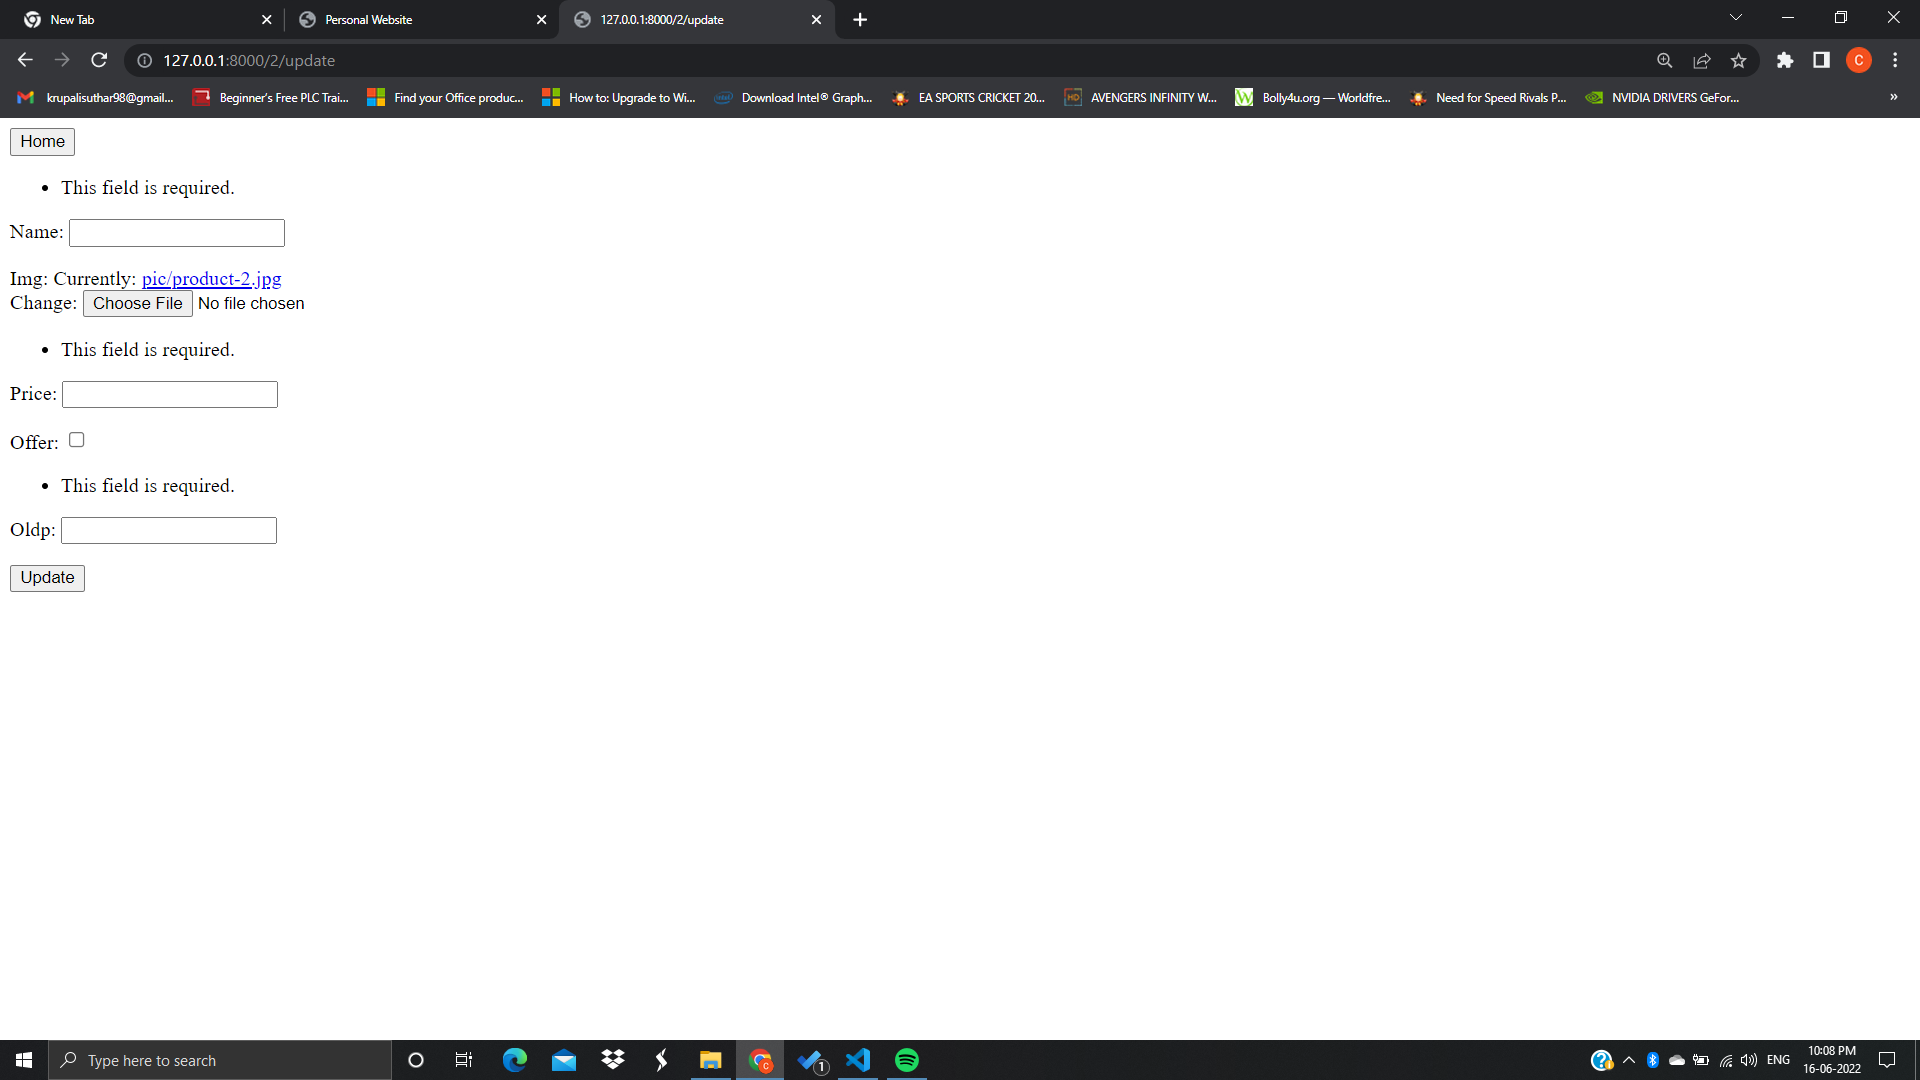 New Tab
Personal Website
127.0.0.1:8000/2/update
127.0.0.1:8000/2/update
C
krupalisuthar98@gmail...
Beginner's Free PLC Trai...
Find your Office produc...
How to: Upgrade to Wi...
Download Intel® Graph...
EA SPORTS CRICKET 20...
AVENGERS INFINITY W...
Bolly4u.org — Worldfre...
Need for Speed Rivals P...
NVIDIA DRIVERS GeFor...
»
Home
• This field is required.
Name:
Img: Currently: pic/product-2.jpg
Change: Choose File No file chosen
• This field is required.
Price:
Offer:
• This field is required.
Oldp:
Update
Type here to search
1
ENG
10:08 PM
16-06-2022